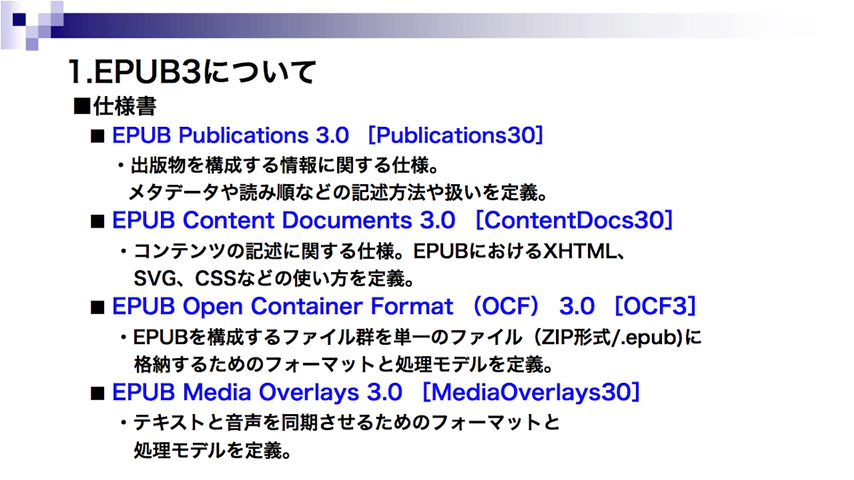 1.EPUB3について
■仕様書
■ EPUB Publications 3.0 ［Publications30］
・出版物を構成する情報に関する仕様。
メタデータや読み順などの記述方法や扱いを定義。
■ EPUB Content Documents 3.0 ［ContentDocs30］
・コンテンツの記述に関する仕様。EPUBにおけるXHTML、
SVG、CSSなどの使い方を定義。
■ EPUB Open Container Format （OCF） 3.0 ［OCF3］
・EPUBを構成するファイル群を単一のファイル（ZIP形式/.epub)に
格納するためのフォーマットと処理モデルを定義。
■ EPUB Media Overlays 3.0 ［MediaOverlays30］
・テキストと音声を同期させるためのフォーマットと
処理モデルを定義。